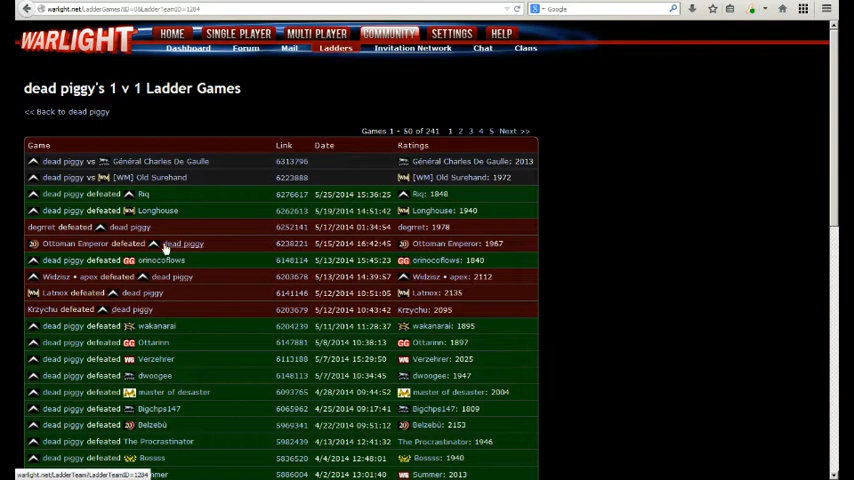 warlight.net/LadderGames?ID=0&LadderTeamID=1284
Google
WARLIGHT
HOME SINGLE PLAYER MULTI PLAYER COMMUNITY SETTINGS HELP
Dashboard Forum Mail Ladders Invitation Network Chat Clans
dead piggy's 1 v 1 Ladder Games
<< Back to dead piggy
Games 1 - 50 of 241 1 2 3 4 5 Next >>
Game Link Date Ratings
dead piggy vs Général Charles De Gaulle 6313796 Général Charles De Gaulle: 2013
dead piggy vs [WM] Old Surehand 6223888 [WM] Old Surehand: 1972
dead piggy defeated Riq 6276617 5/25/2014 15:36:25 Riq: 1848
dead piggy defeated Longhouse 6262613 5/19/2014 14:51:42 Longhouse: 1940
degrret defeated dead piggy 6252141 5/17/2014 01:34:54 degrret: 1978
Ottoman Emperor defeated dead piggy 6238221 5/15/2014 16:42:45 Ottoman Emperor: 1967
dead piggy defeated orinocoflows 6148114 5/13/2014 15:45:23 orinocoflows: 1840
Widzisz • apex defeated dead piggy 6203678 5/13/2014 14:39:57 Widzisz • apex: 2112
Latnox defeated dead piggy 6141146 5/12/2014 10:51:05 Latnox: 2135
Krzychu defeated dead piggy 6203679 5/12/2014 10:43:42 Krzychu: 2095
dead piggy defeated wakanarai 6204239 5/11/2014 11:28:37 wakanarai: 1895
dead piggy defeated Ottarinn 6147881 5/8/2014 10:38:13 Ottarinn: 1897
dead piggy defeated Verzehrer 6113188 5/7/2014 15:29:50 Verzehrer: 2025
dead piggy defeated dwoogee 6148113 5/7/2014 10:34:45 dwoogee: 1947
dead piggy defeated master of desaster 6093765 4/28/2014 09:44:52 master of desaster: 2004
dead piggy defeated Bigchps147 6065962 4/25/2014 09:17:41 Bigchps147: 1809
dead piggy defeated Belzebù 5969341 4/22/2014 09:51:12 Belzebù: 2153
dead piggy defeated The Procrastinator 5982439 4/13/2014 12:41:32 The Procrastinator: 1946
dead piggy defeated Bossss 5836520 4/4/2014 12:48:01 Bossss: 1940
5886004 4/2/2014 13:01:40 Summer: 2013
warlight.net/LadderTeam?LadderTeamID=1284